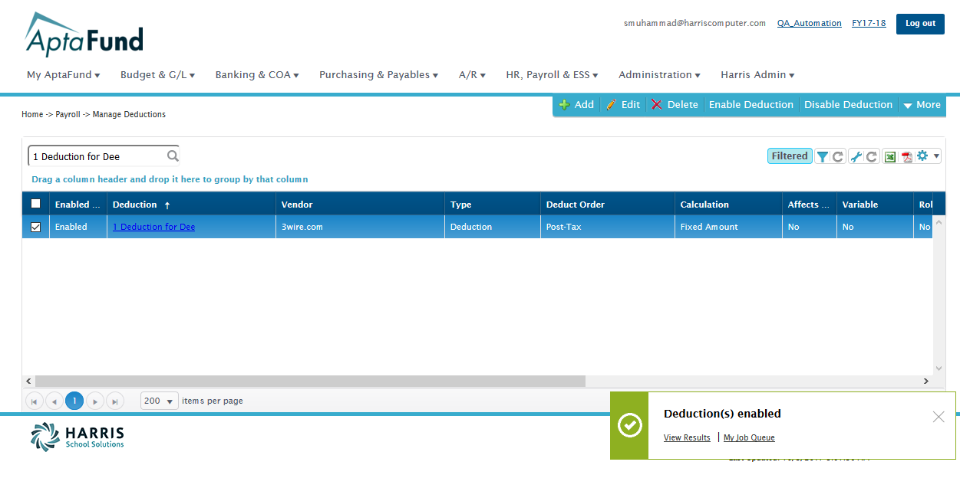 smuhammad@harriscomputer.com QA_Automation FY17-18 Log out
AptaFund
My AptaFund Budget & G/L Banking & COA Purchasing & Payables A/R HR, Payroll & ESS Administration Harris Admin
Add Edit Delete Enable Deduction Disable Deduction More
Home -> Payroll -> Manage Deductions
1 Deduction for Dee Filtered
Drag a column header and drop it here to group by that column
Enabled ... Deduction ↑ Vendor Type Deduct Order Calculation Affects ... Variable Rol
Enabled 1 Deduction for Dee 3wire.com Deduction Post-Tax Fixed Amount No No No
1 200 items per page
Deduction(s) enabled
View Results My Job Queue
HARRIS
School Solutions